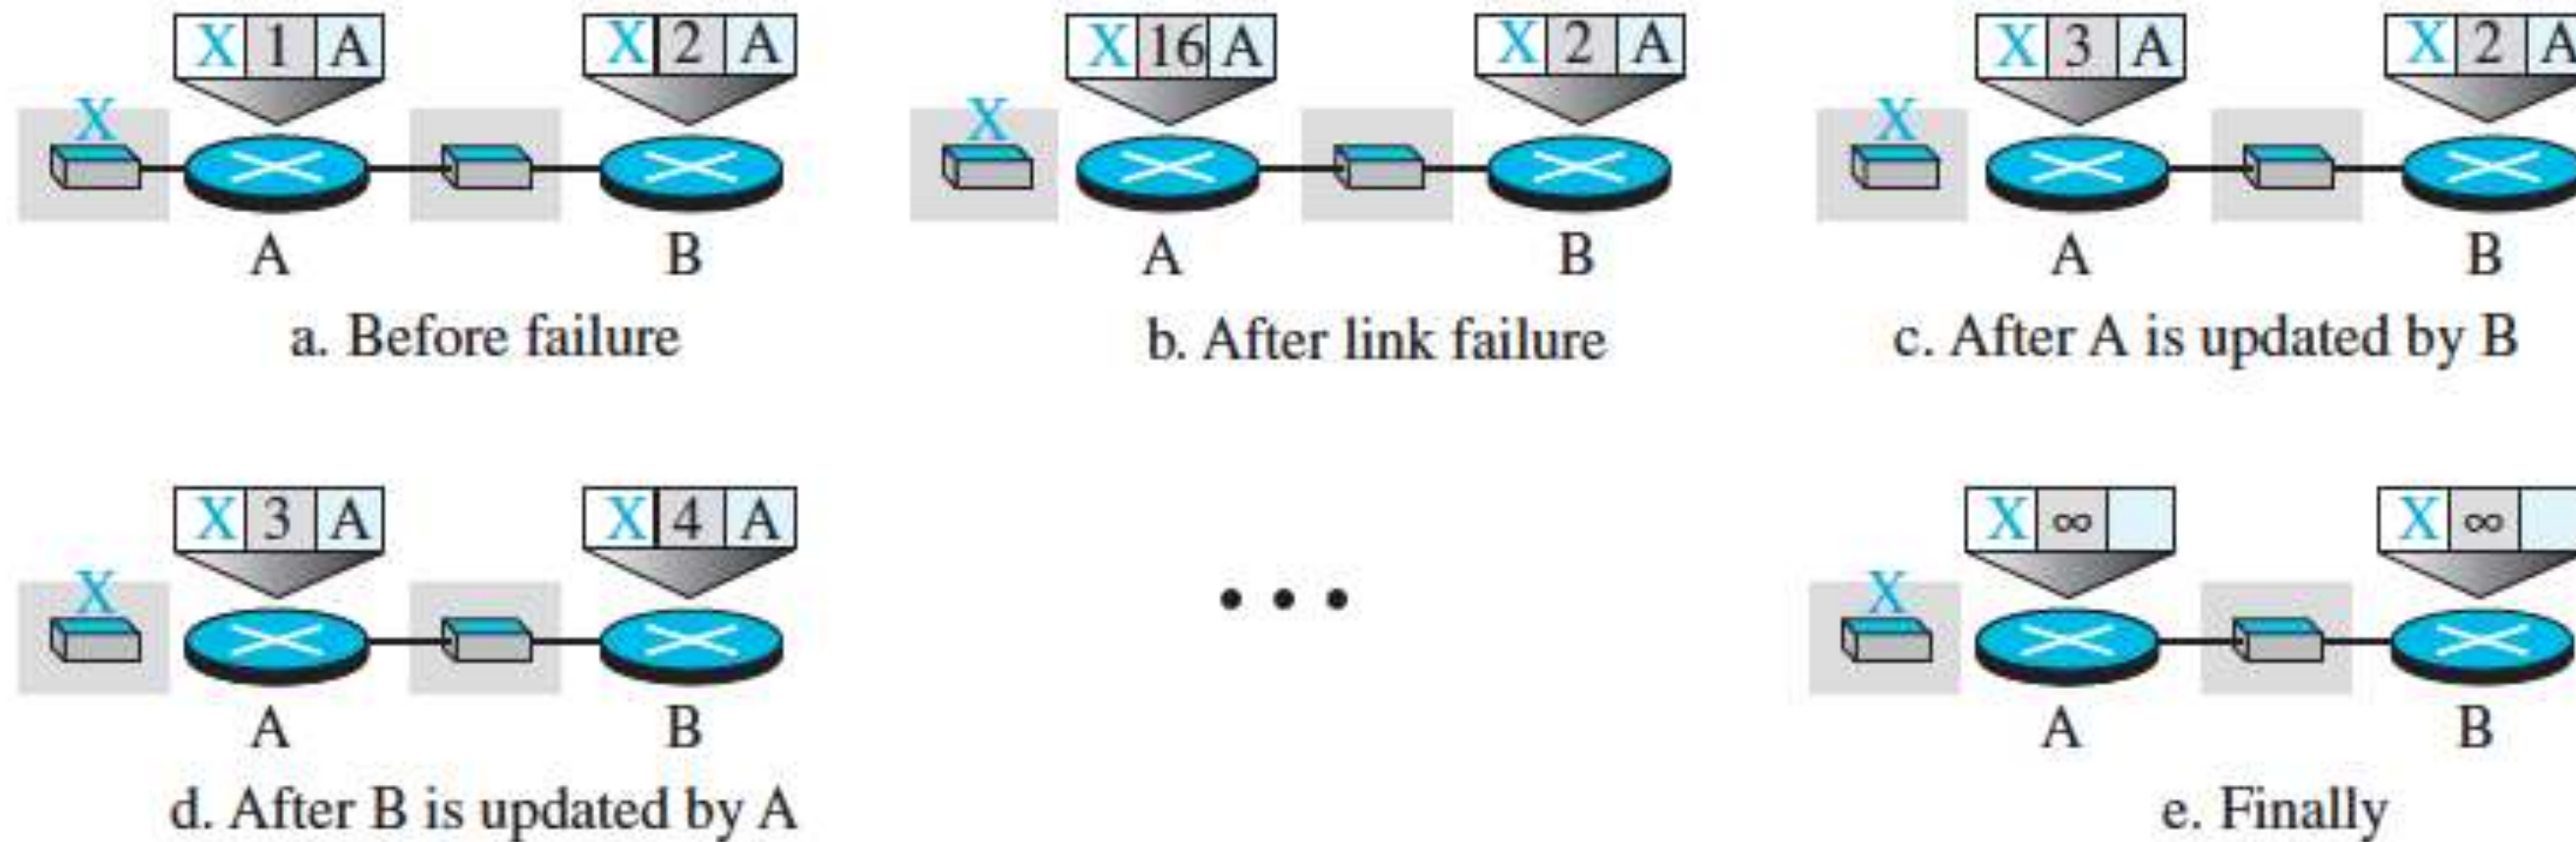 X 1 A
X 2 A
X 16 A
X 2 A
X 3 A
X 2 A
X
X
X
A
B
A
B
A
B
a. Before failure
b. After link failure
c. After A is updated by B
X 3 A
X 4 A
X ∞
X ∞
X
X
A
B
A
B
• • •
d. After B is updated by A
e. Finally